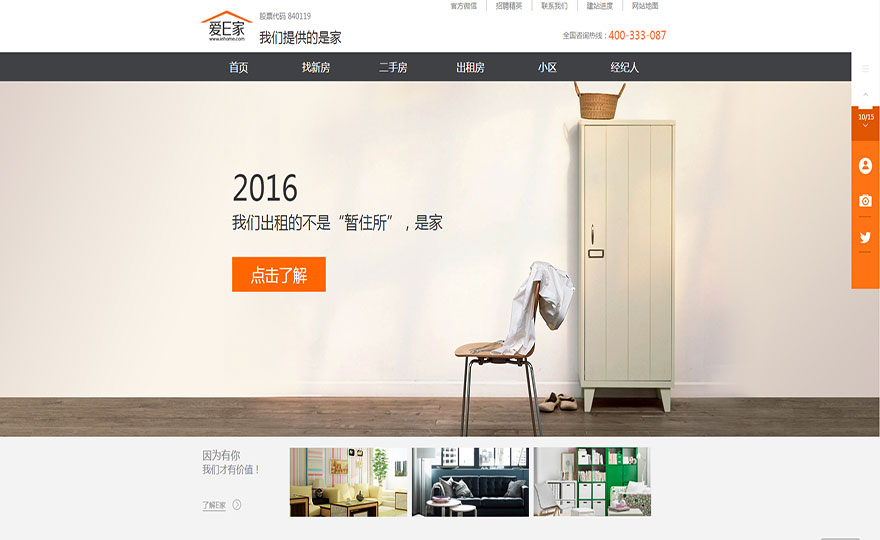 官方微信 招聘精英 联系我们 建站进度 网站地图
爱E家
www.iehome.com
股票代码 840119
我们提供的是家
全国咨询热线：400-333-087
首页 找新房 二手房 出租房 小区 经纪人
10/15
2016
我们出租的不是“暂住所”，是家
点击了解
因为有你
我们才有价值！
了解E家